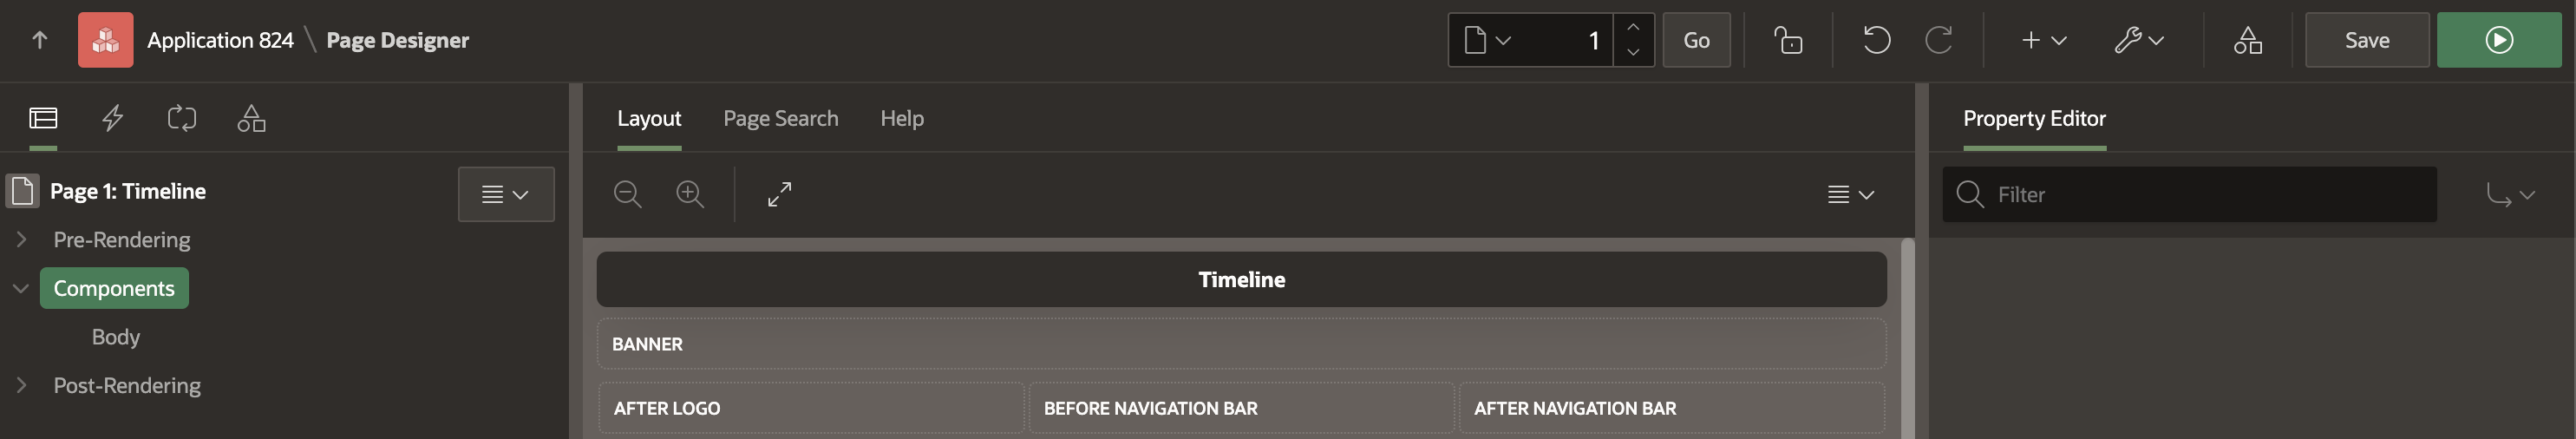 Application 824 \ Page Designer
1
Go
Save
Layout
Page Search
Help
Property Editor
Page 1: Timeline
Filter
Pre-Rendering
Components
Body
Post-Rendering
Timeline
BANNER
AFTER LOGO
BEFORE NAVIGATION BAR
AFTER NAVIGATION BAR